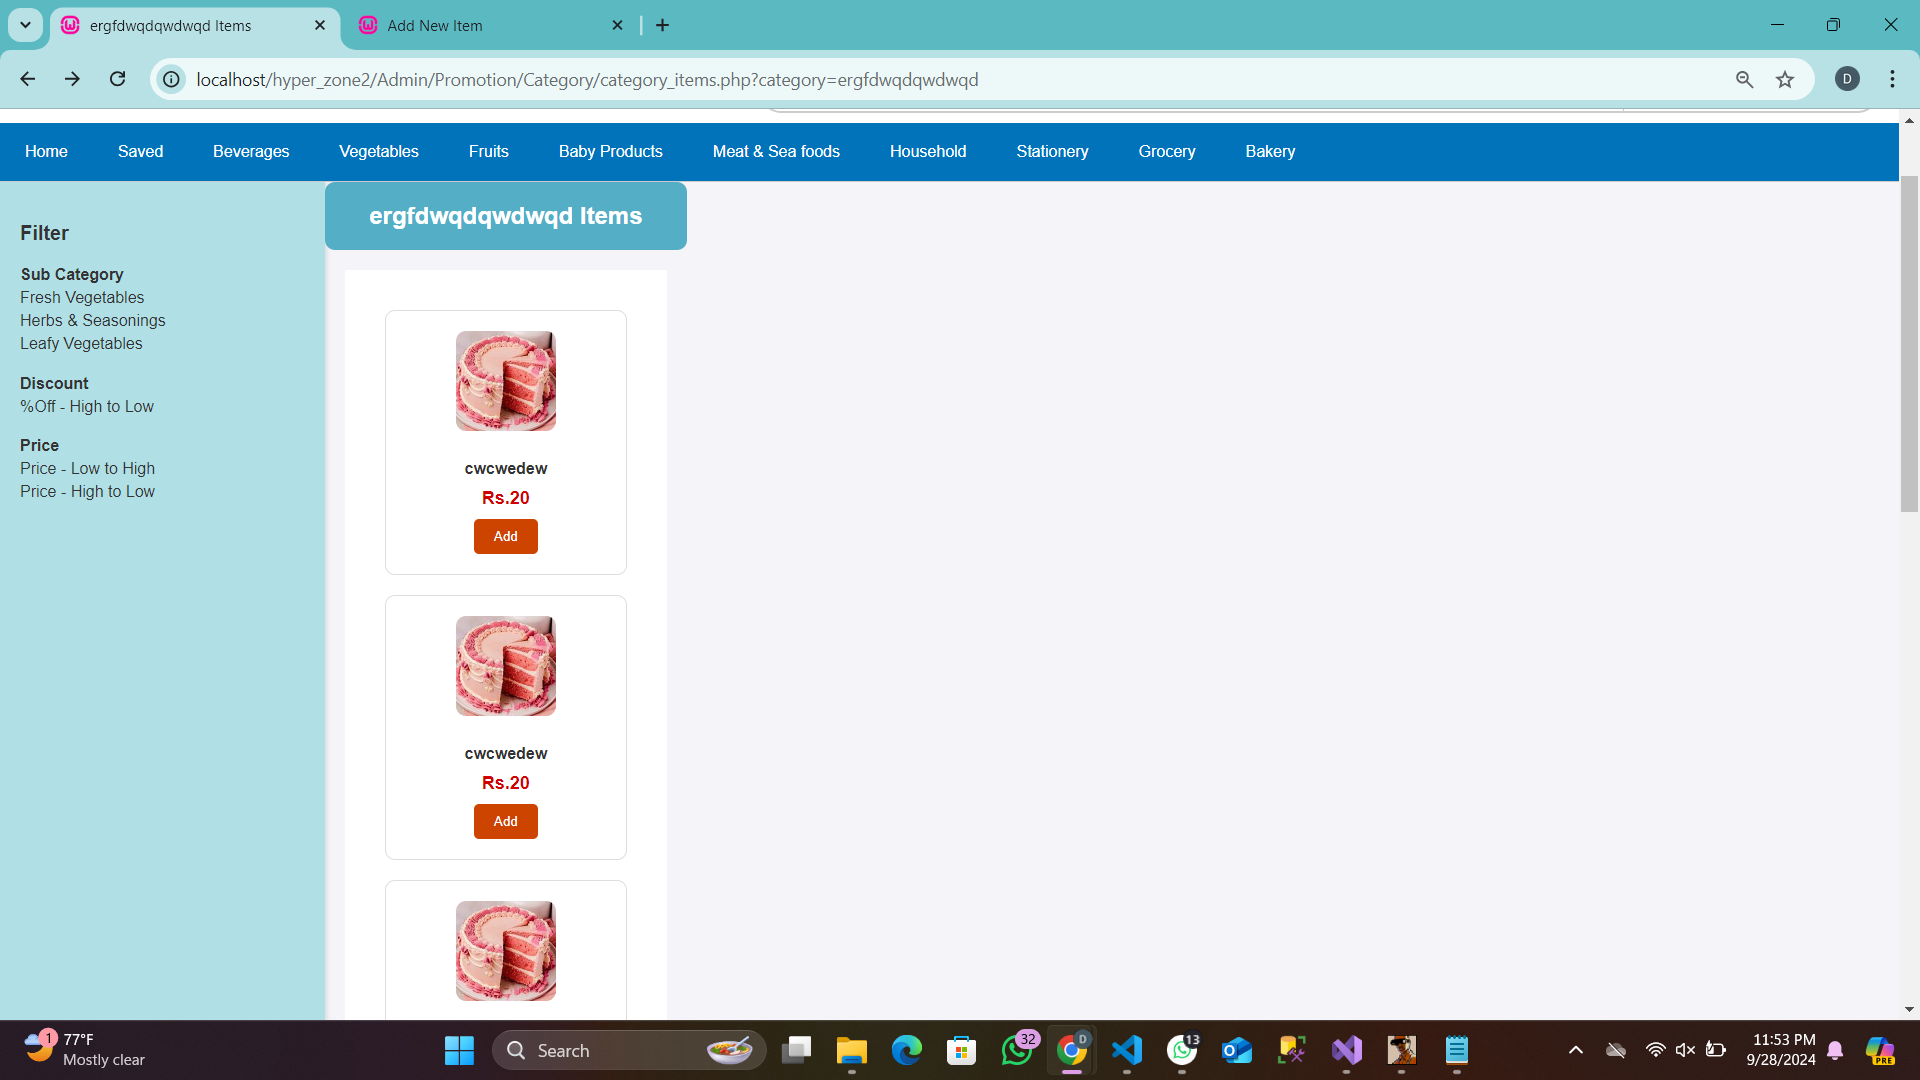 ergfdwqdqwdwqd Items
Add New Item
localhost/hyper_zone2/Admin/Promotion/Category/category_items.php?category=ergfdwqdqwdwqd
D
Home Saved Beverages Vegetables Fruits Baby Products Meat & Sea foods Household Stationery Grocery Bakery
Filter
Sub Category
Fresh Vegetables
Herbs & Seasonings
Leafy Vegetables
Discount
%Off - High to Low
Price
Price - Low to High
Price - High to Low
ergfdwqdqwdwqd Items
cwcwedew
Rs.20
Add
cwcwedew
Rs.20
Add
1
77°F
Mostly clear
Search
32
D
13
11:53 PM
9/28/2024
PRE